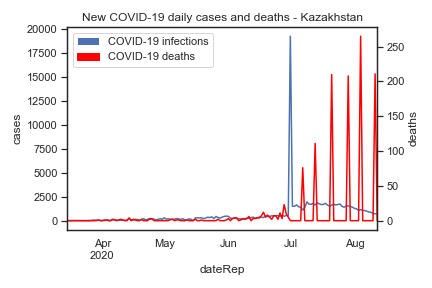 New COVID-19 daily cases and deaths - Kazakhstan
COVID-19 infections
COVID-19 deaths
20000
17500
15000
12500
10000
7500
5000
2500
0
cases
250
200
150
100
50
0
deaths
Apr
2020
May
Jun
Jul
Aug
dateRep